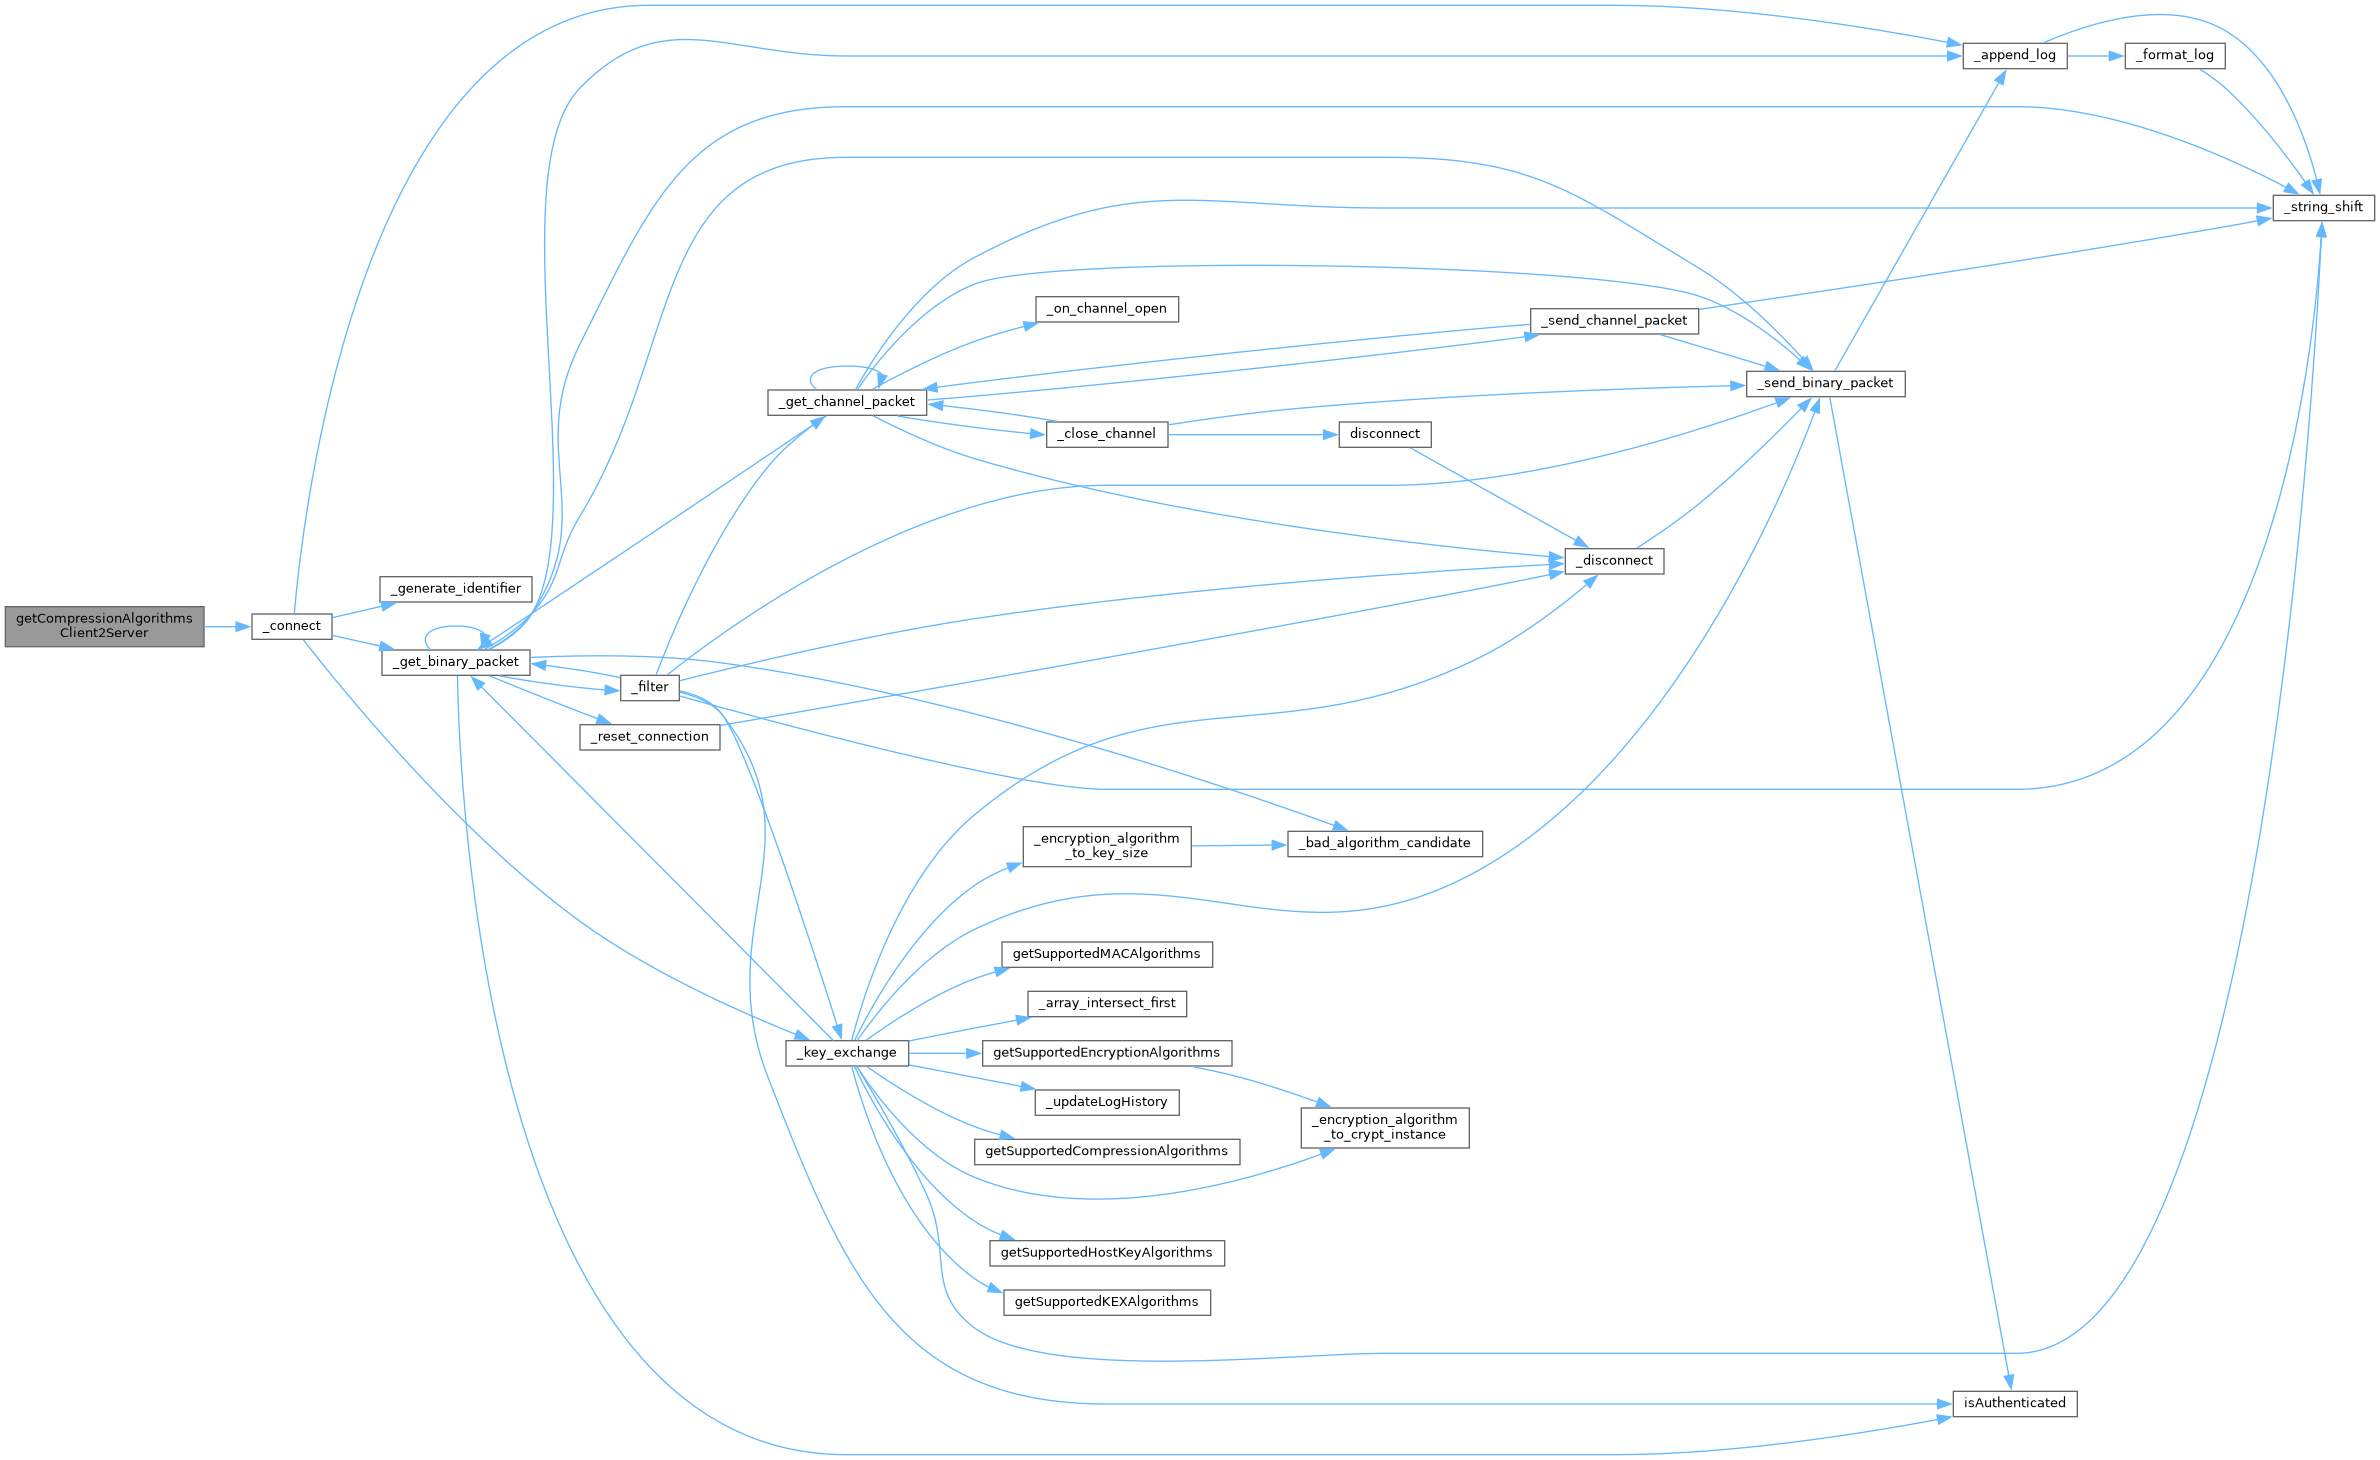 getCompressionAlgorithms
Client2Server
_connect
_generate_identifier
_get_binary_packet
_filter
_reset_connection
_get_channel_packet
_key_exchange
_on_channel_open
_close_channel
_encryption_algorithm
_to_key_size
getSupportedMACAlgorithms
_array_intersect_first
getSupportedEncryptionAlgorithms
_updateLogHistory
getSupportedCompressionAlgorithms
getSupportedHostKeyAlgorithms
getSupportedKEXAlgorithms
disconnect
_bad_algorithm_candidate
_encryption_algorithm
_to_crypt_instance
_send_channel_packet
_disconnect
_send_binary_packet
_append_log
isAuthenticated
_format_log
_string_shift